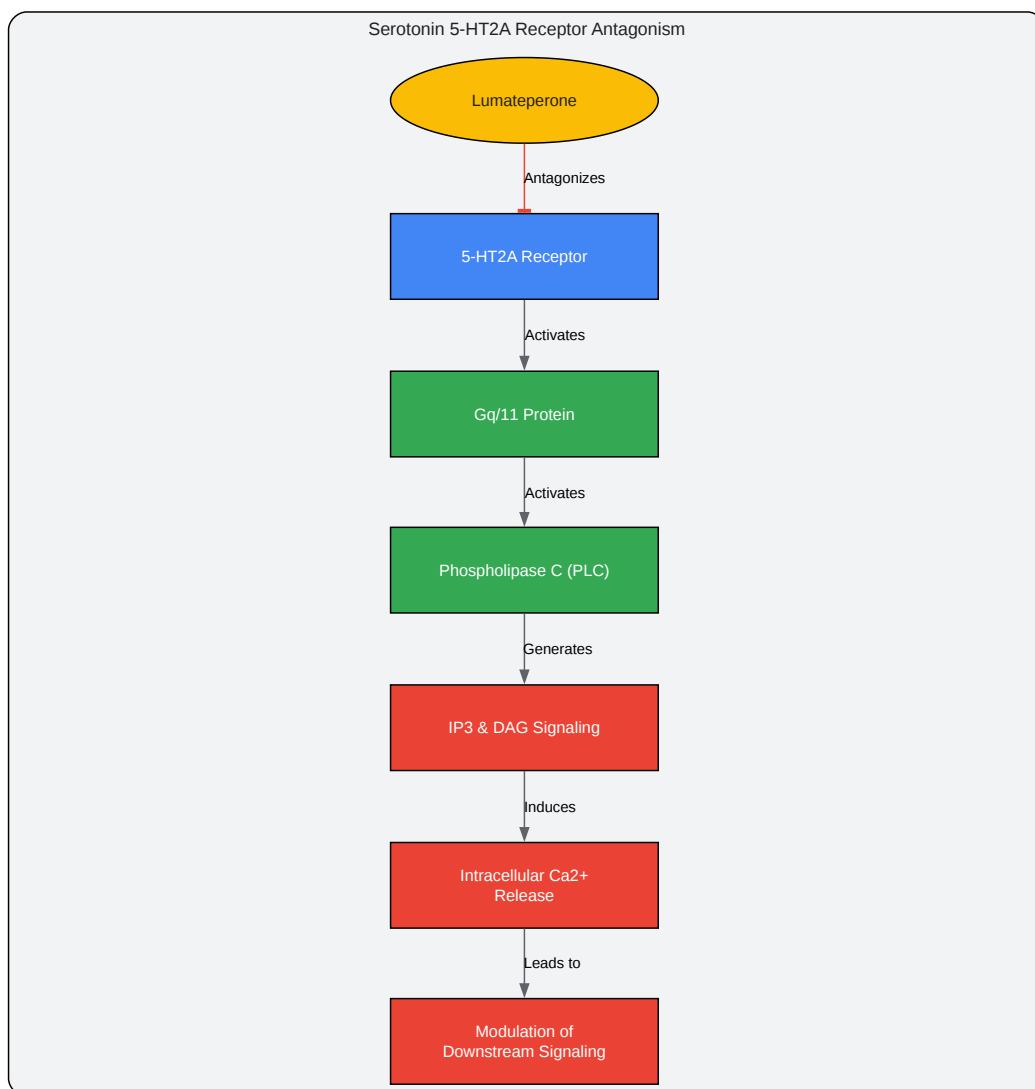 Serotonin 5-HT2A Receptor Antagonism
Lumateperone
Antagonizes
5-HT2A Receptor
Activates
Gq/11 Protein
Activates
Phospholipase C (PLC)
Generates
IP3 & DAG Signaling
Induces
Intracellular Ca2+
Release
Leads to
Modulation of
Downstream Signaling